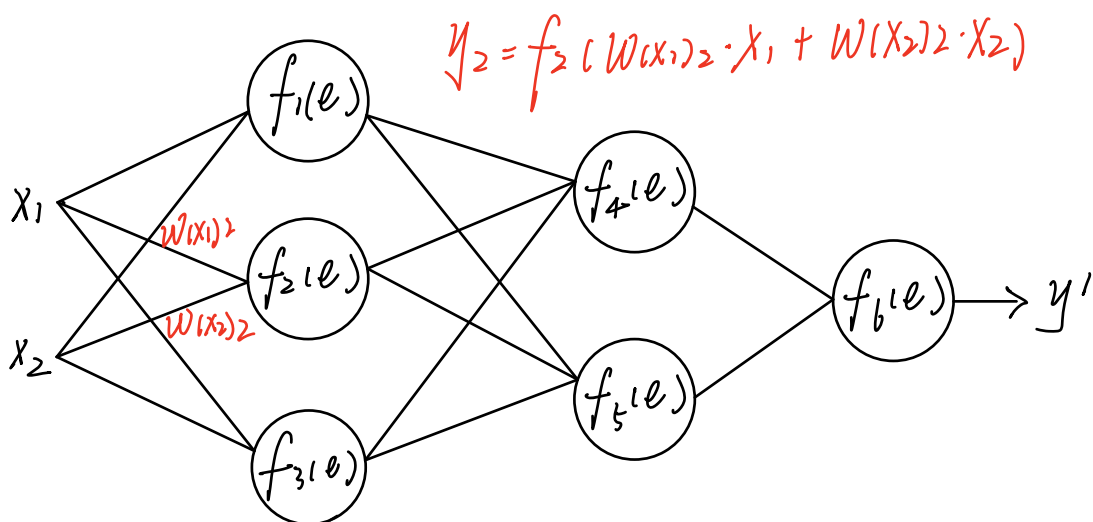 y₂ = f₂(W(x₁)₂·x₁ + W(x₂)₂·x₂)
f₁(e)
f₄(e)
x₁
W(x₁)₂
f₂(e)
f₆(e)
y'
W(x₂)₂
x₂
f₅(e)
f₃(e)